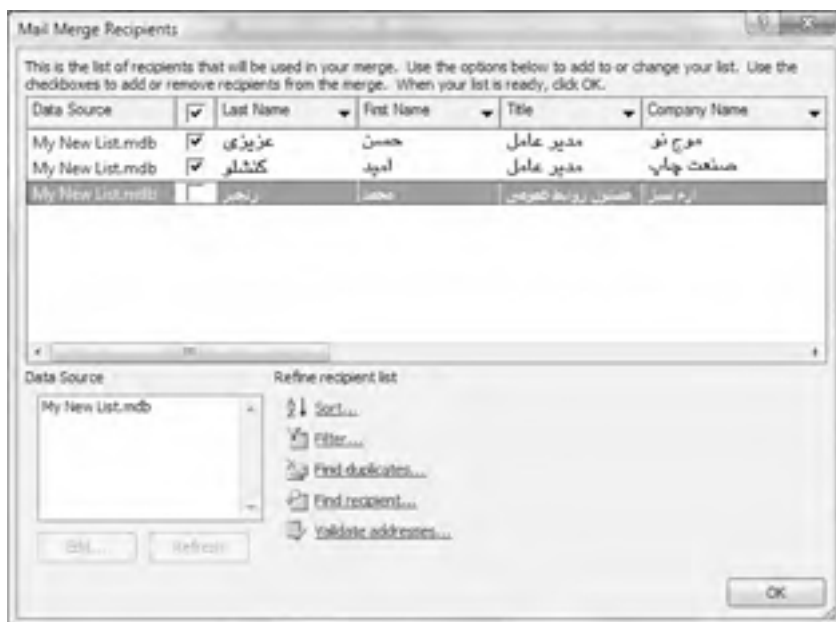 Mail Merge Recipients
This is the list of recipients that will be used in your merge. Use the options below to add to or change your list. Use the
checkboxes to add or remove recipients from the merge. When your list is ready, click OK.
Data Source Last Name First Name Title Company Name
My New List.mdb عزیزی حسن مدیر عامل موج نو
My New List.mdb کنشلو امید مدیر عامل صنعت چاپ
My New List.mdb رنجبر محمد روابط عمومی ارم سبز
Data Source Refine recipient list
My New List.mdb
Sort...
Filter...
Find duplicates...
Find recipient...
Validate addresses...
Edit... Refresh
OK